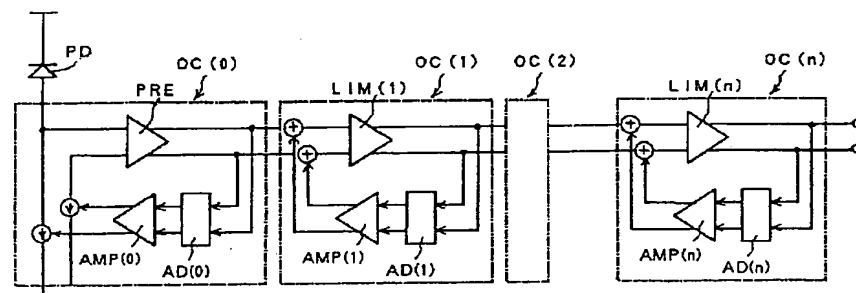 PD
OC(0)
PRE
AMP(0)
AD(0)
OC(1)
LIM(1)
AMP(1)
AD(1)
OC(2)
OC(n)
LIM(n)
AMP(n)
AD(n)